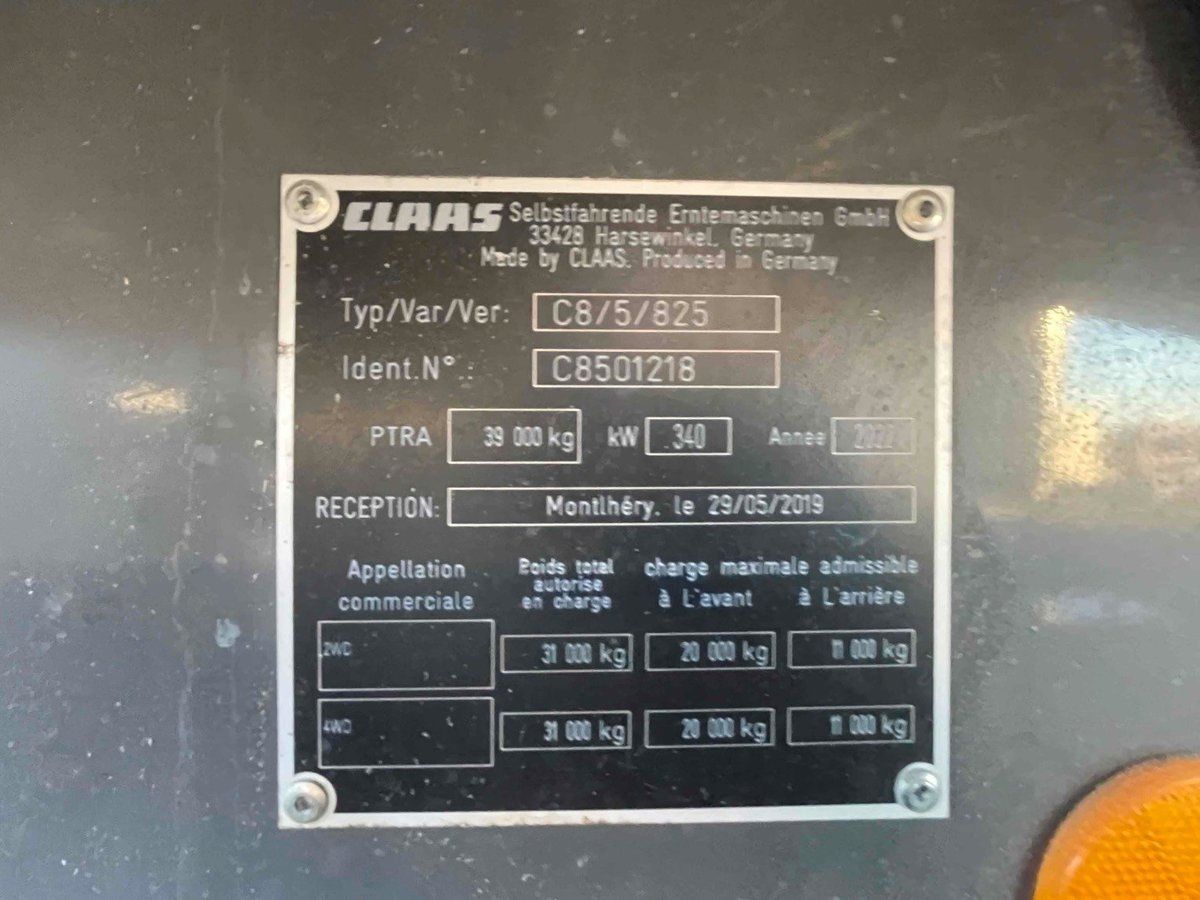 CLAAS Selbstfahrende Erntemaschinen GmbH
33428 Harsewinkel, Germany
Made by CLAAS. Produced in Germany
Typ/Var/Ver: C8/5/825
Ident.N° .: C8501218
PTRA 39 000 kg kW 340 Année 2022
RECEPTION: Montlhéry, le 29/05/2019
Appellation commerciale
Poids total autorise en charge
charge maximale admissible
à L'avant à L'arrière
2WD 31 000 kg 20 000 kg 11 000 kg
4WD 31 000 kg 20 000 kg 11 000 kg